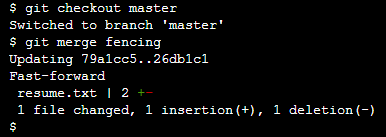 $ git checkout master
Switched to branch 'master'
$ git merge fencing
Updating 79a1cc5..26db1c1
Fast-forward
 resume.txt | 2 +-
 1 file changed, 1 insertion(+), 1 deletion(-)
$